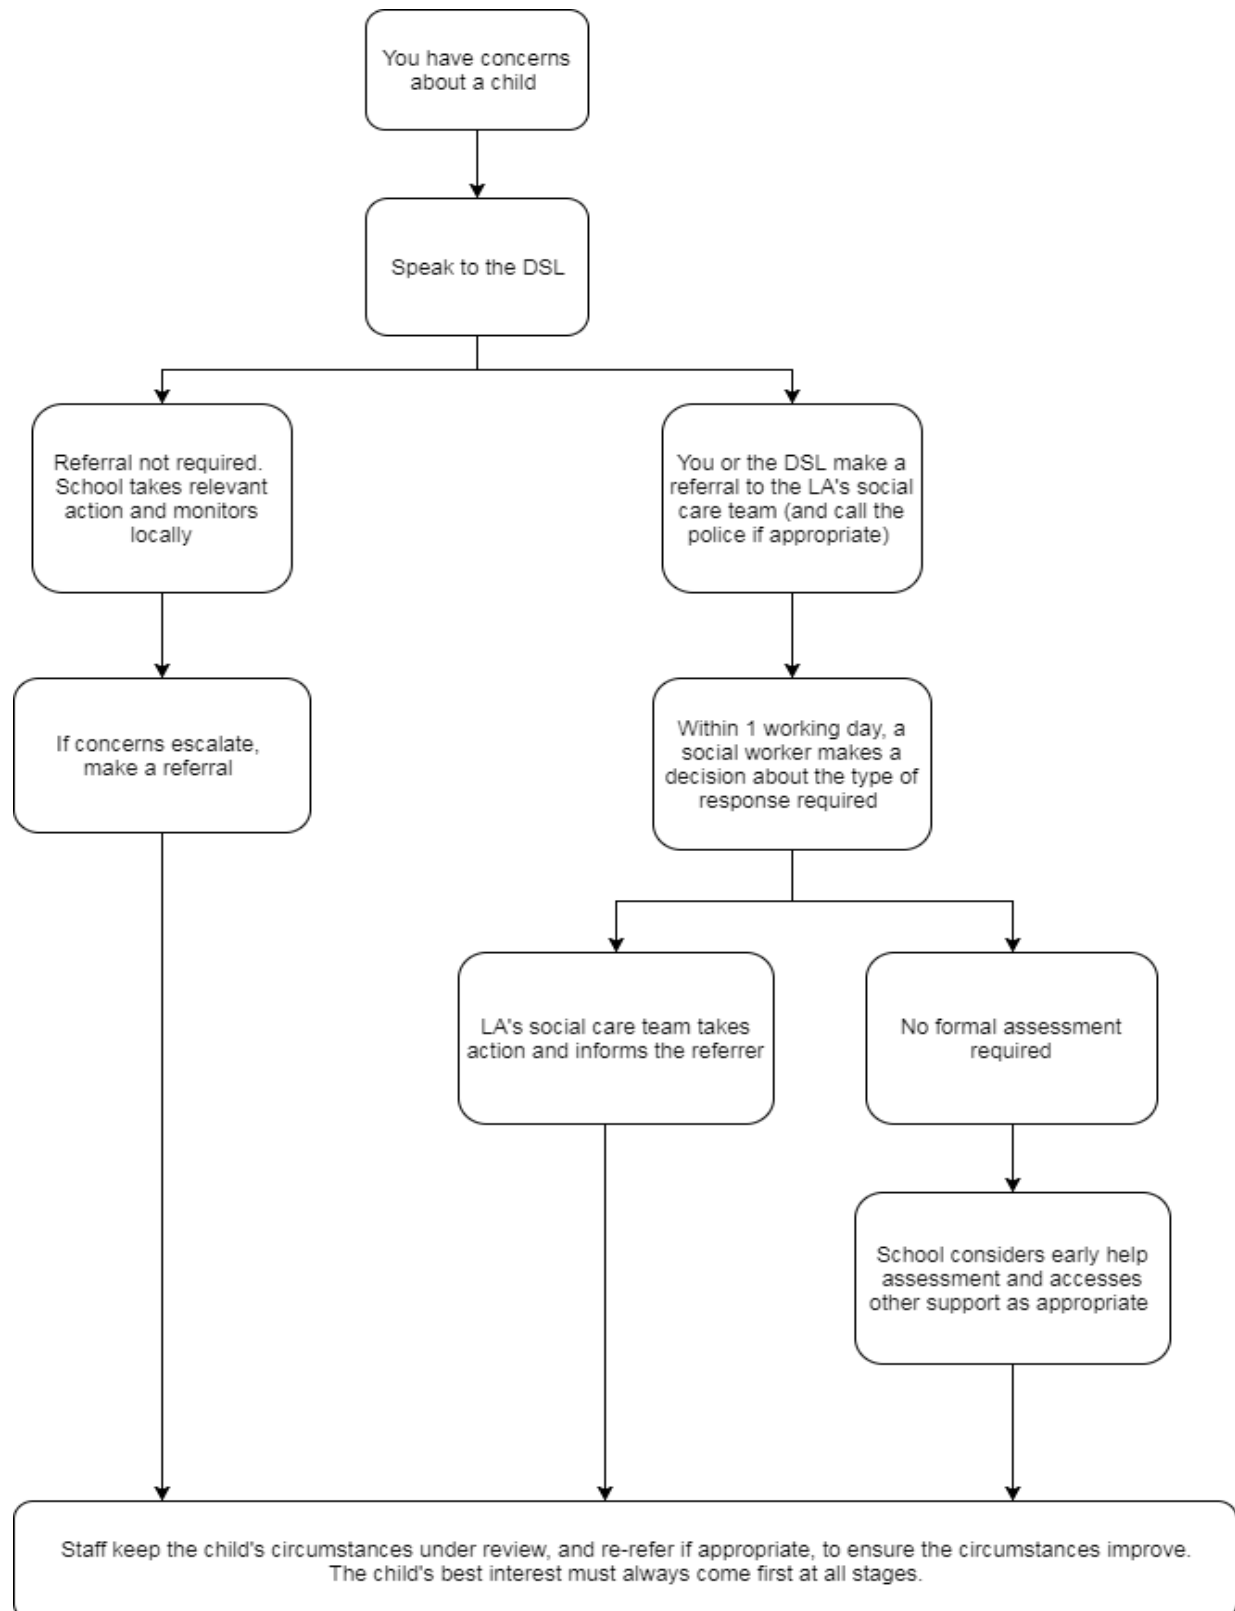 You have concerns
about a child
Speak to the DSL
Referral not required.
School takes relevant
action and monitors
locally
You or the DSL make a
referral to the LA's social
care team (and call the
police if appropriate)
If concerns escalate,
make a referral
Within 1 working day, a
social worker makes a
decision about the type of
response required
LA's social care team takes
action and informs the referrer
No formal assessment
required
School considers early help
assessment and accesses
other support as appropriate
Staff keep the child's circumstances under review, and re-refer if appropriate, to ensure the circumstances improve.
The child's best interest must always come first at all stages.